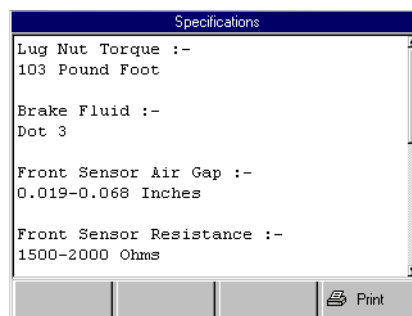 Specifications
Lug Nut Torque :-
103 Pound Foot
Brake Fluid :-
Dot 3
Front Sensor Air Gap :-
0.019-0.068 Inches
Front Sensor Resistance :-
1500-2000 Ohms
Print